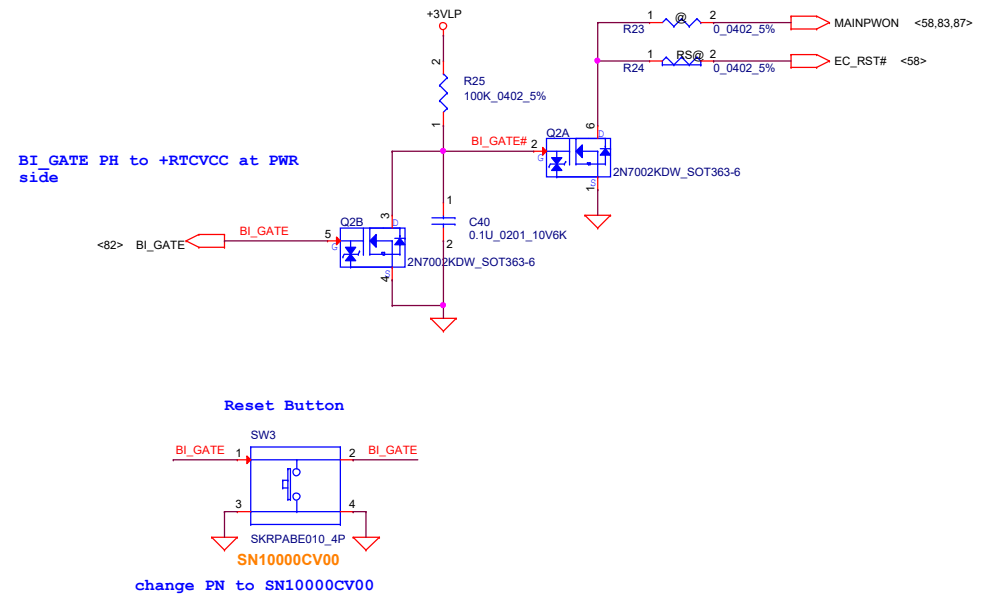 +3VLP
1 @ 2
R23 0_0402_5%
MAINPWON <58,83,87>
1 RS@ 2
R24 0_0402_5%
EC_RST# <58>
2
R25
100K_0402_5%
1
BI_GATE# 2
Q2A
6
D
G
S
1
2N7002KDW_SOT363-6
BI_GATE PH to +RTCVCC at PWR
side
<82> BI_GATE
BI_GATE 5
Q2B
3
D
G
S
4
2N7002KDW_SOT363-6
1
C40
0.1U_0201_10V6K
2
Reset Button
SW3
BI_GATE 1
2 BI_GATE
3
4
SKRPABE010_4P
SN10000CV00
change PN to SN10000CV00